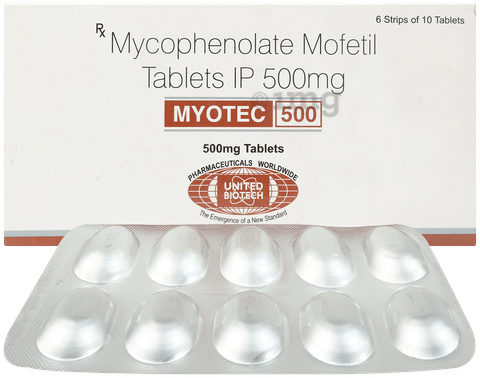 6 Strips of 10 Tablets
Rx Mycophenolate Mofetil
Tablets IP 500mg
1mg
MYOTEC 500
500mg Tablets
PHARMACEUTICALS WORLDWIDE
UNITED
BIOTECH
The Emergence of a New Standard